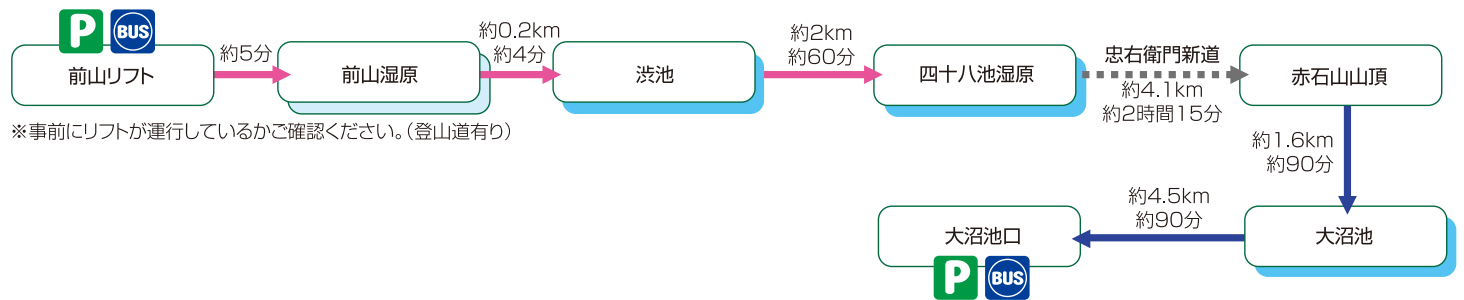 P BUS
前山リフト
約5分
前山湿原
約0.2km
約4分
渋池
約2km
約60分
四十八池湿原
忠右衛門新道
約4.1km
約2時間15分
赤石山山頂
※事前にリフトが運行しているかご確認ください。（登山道有り）
約1.6km
約90分
大沼池
約4.5km
約90分
大沼池口
P BUS